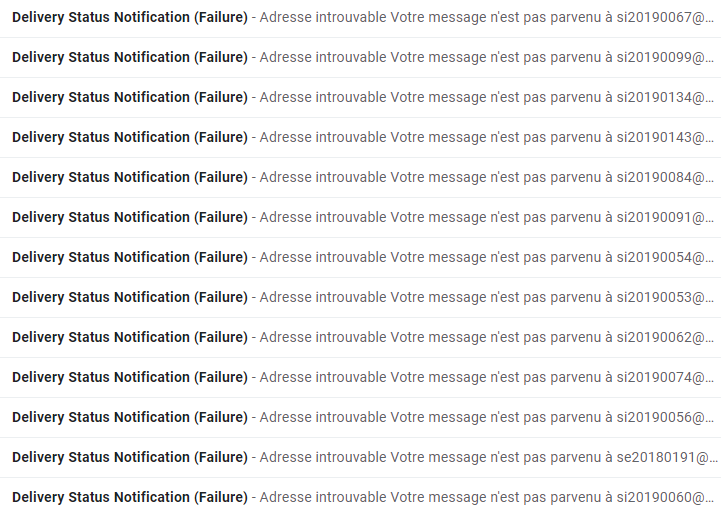 Delivery Status Notification (Failure) - Adresse introuvable Votre message n'est pas parvenu à si20190067@...
Delivery Status Notification (Failure) - Adresse introuvable Votre message n'est pas parvenu à si20190099@...
Delivery Status Notification (Failure) - Adresse introuvable Votre message n'est pas parvenu à si20190134@...
Delivery Status Notification (Failure) - Adresse introuvable Votre message n'est pas parvenu à si20190143@...
Delivery Status Notification (Failure) - Adresse introuvable Votre message n'est pas parvenu à si20190084@...
Delivery Status Notification (Failure) - Adresse introuvable Votre message n'est pas parvenu à si20190091@...
Delivery Status Notification (Failure) - Adresse introuvable Votre message n'est pas parvenu à si20190054@...
Delivery Status Notification (Failure) - Adresse introuvable Votre message n'est pas parvenu à si20190053@...
Delivery Status Notification (Failure) - Adresse introuvable Votre message n'est pas parvenu à si20190062@...
Delivery Status Notification (Failure) - Adresse introuvable Votre message n'est pas parvenu à si20190074@...
Delivery Status Notification (Failure) - Adresse introuvable Votre message n'est pas parvenu à si20190056@...
Delivery Status Notification (Failure) - Adresse introuvable Votre message n'est pas parvenu à se20180191@...
Delivery Status Notification (Failure) - Adresse introuvable Votre message n'est pas parvenu à si20190060@...